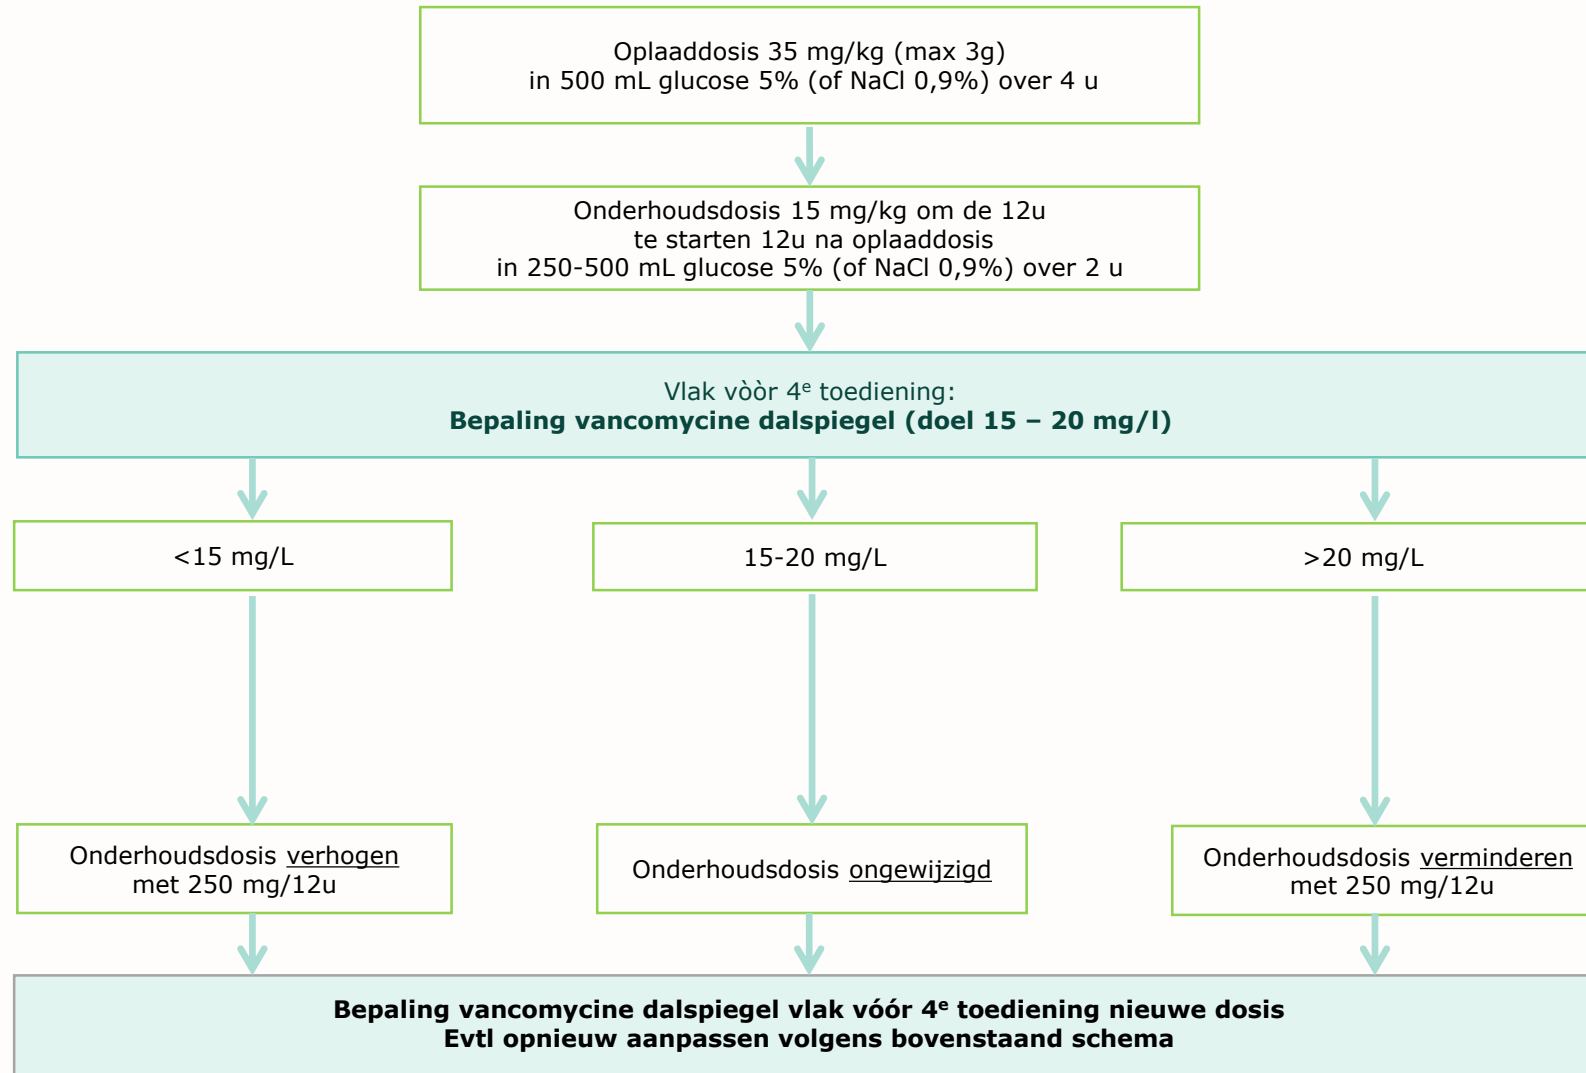 Oplaaddosis 35 mg/kg (max 3g)
in 500 mL glucose 5% (of NaCl 0,9%) over 4 u
Onderhoudsdosis 15 mg/kg om de 12u
te starten 12u na oplaaddosis
in 250-500 mL glucose 5% (of NaCl 0,9%) over 2 u
Vlak vòòr 4e toediening:
Bepaling vancomycine dalspiegel (doel 15 – 20 mg/l)
<15 mg/L
15-20 mg/L
>20 mg/L
Onderhoudsdosis verhogen
met 250 mg/12u
Onderhoudsdosis ongewijzigd
Onderhoudsdosis verminderen
met 250 mg/12u
Bepaling vancomycine dalspiegel vlak vóór 4e toediening nieuwe dosis
Evtl opnieuw aanpassen volgens bovenstaand schema